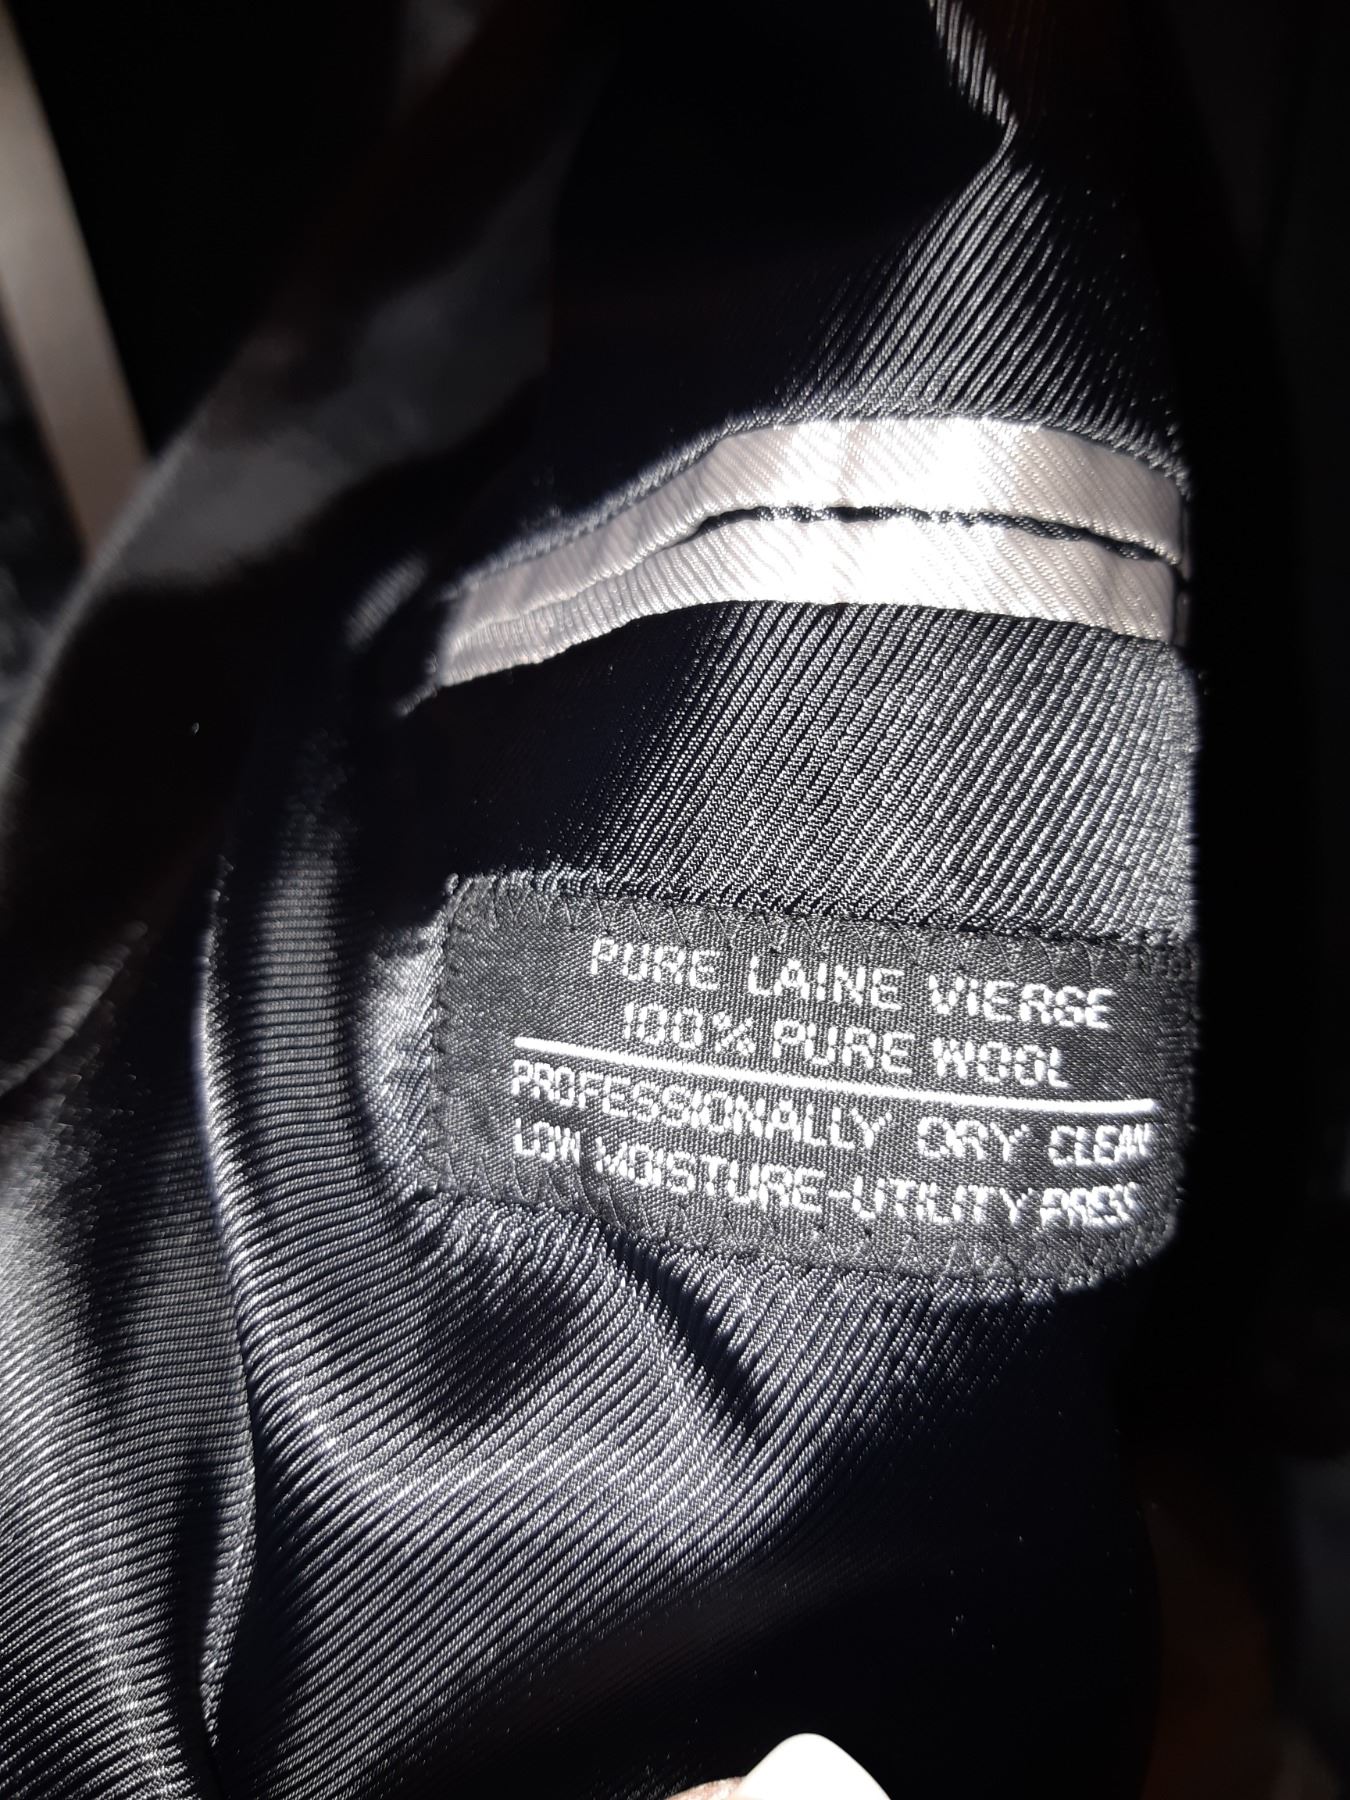 PURE LAINE VIERGE
100% PURE WOOL
PROFESSIONALLY DRY CLEAN
LOW MOISTURE-UTILITY PRESS